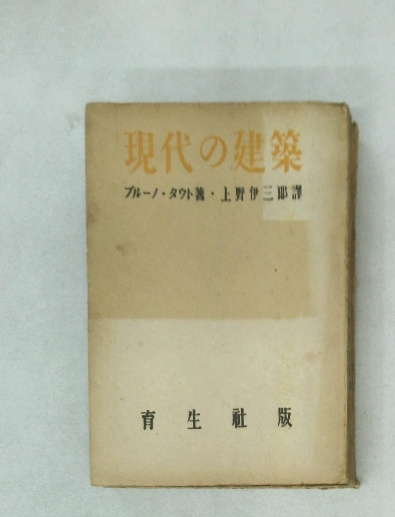 現代の建築
ブルーノ・タウト著・上野伊三郎譯
育生社版